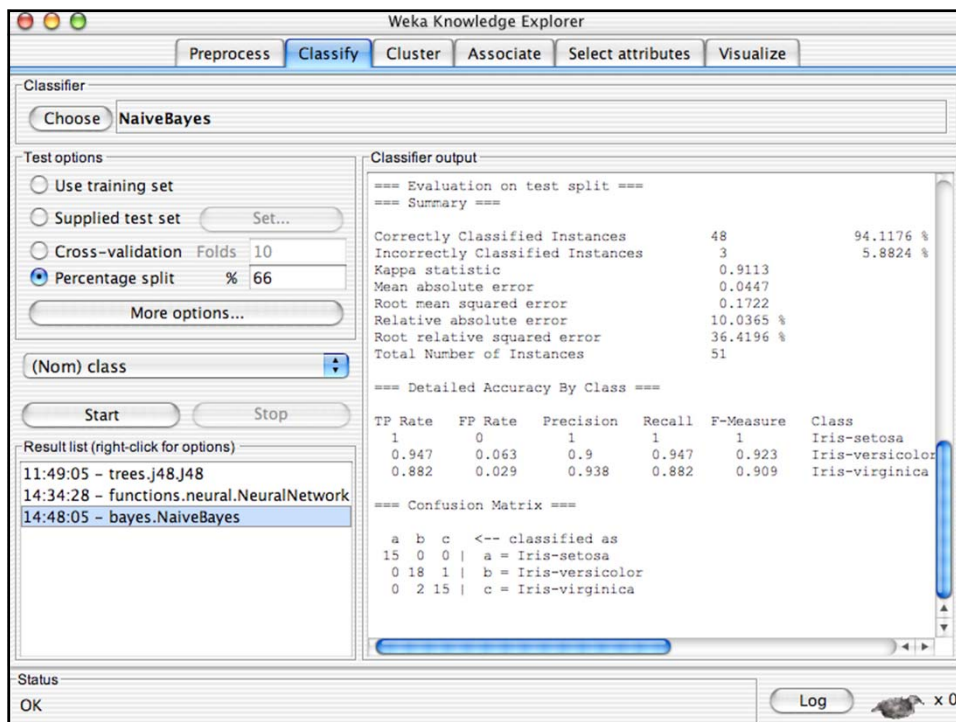 Weka Knowledge Explorer
Preprocess Classify Cluster Associate Select attributes Visualize
Classifier
Choose NaiveBayes
Test options
Use training set
Supplied test set Set...
Cross-validation Folds 10
Percentage split % 66
More options...
(Nom) class
Start Stop
Result list (right-click for options)
11:49:05 – trees.j48.J48
14:34:28 – functions.neural.NeuralNetwork
14:48:05 – bayes.NaiveBayes
Classifier output
=== Evaluation on test split ===
=== Summary ===
Correctly Classified Instances 48 94.1176 %
Incorrectly Classified Instances 3 5.8824 %
Kappa statistic 0.9113
Mean absolute error 0.0447
Root mean squared error 0.1722
Relative absolute error 10.0365 %
Root relative squared error 36.4196 %
Total Number of Instances 51
=== Detailed Accuracy By Class ===
TP Rate FP Rate Precision Recall F-Measure Class
1 0 1 1 1 Iris-setosa
0.947 0.063 0.9 0.947 0.923 Iris-versicolor
0.882 0.029 0.938 0.882 0.909 Iris-virginica
=== Confusion Matrix ===
a b c <-- classified as
15 0 0 | a = Iris-setosa
0 18 1 | b = Iris-versicolor
0 2 15 | c = Iris-virginica
Status
OK
Log x 0